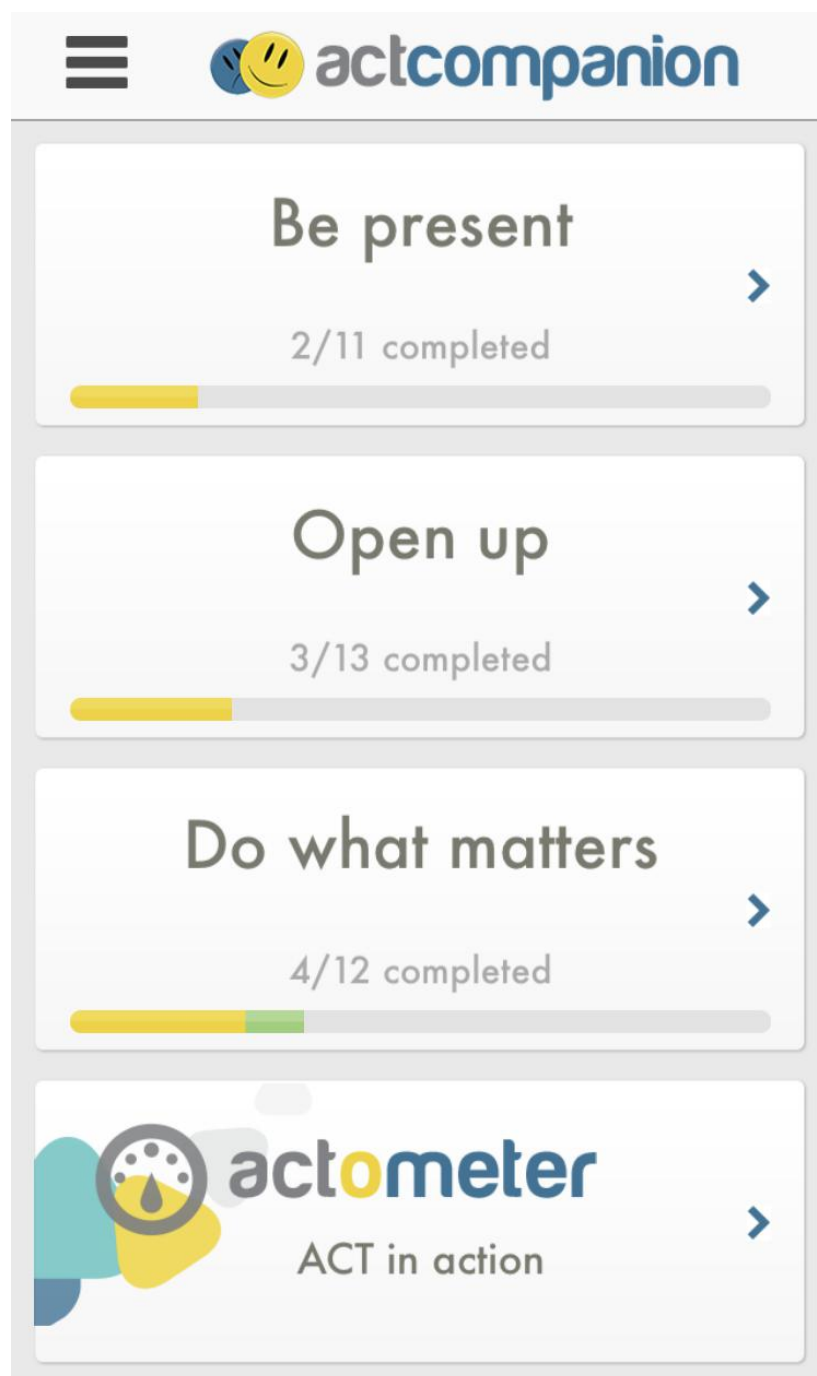 actcompanion
Be present
2/11 completed
Open up
3/13 completed
Do what matters
4/12 completed
actometer
ACT in action